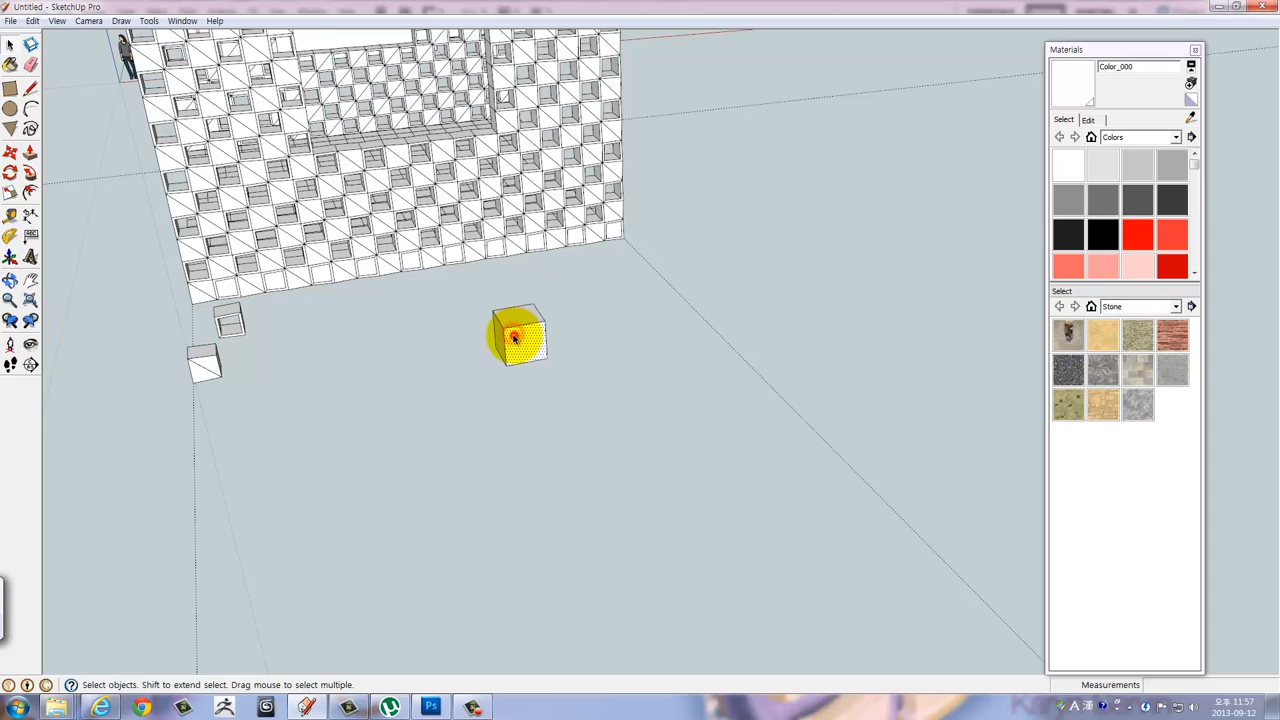 Untitled - SketchUp Pro
File Edit View Camera Draw Tools Window Help
Materials
Color_000
Select Edit
Colors
Select
Stone
Select objects. Shift to extend select. Drag mouse to select multiple.
Measurements
A 漢
오후 11:57
2013-09-12